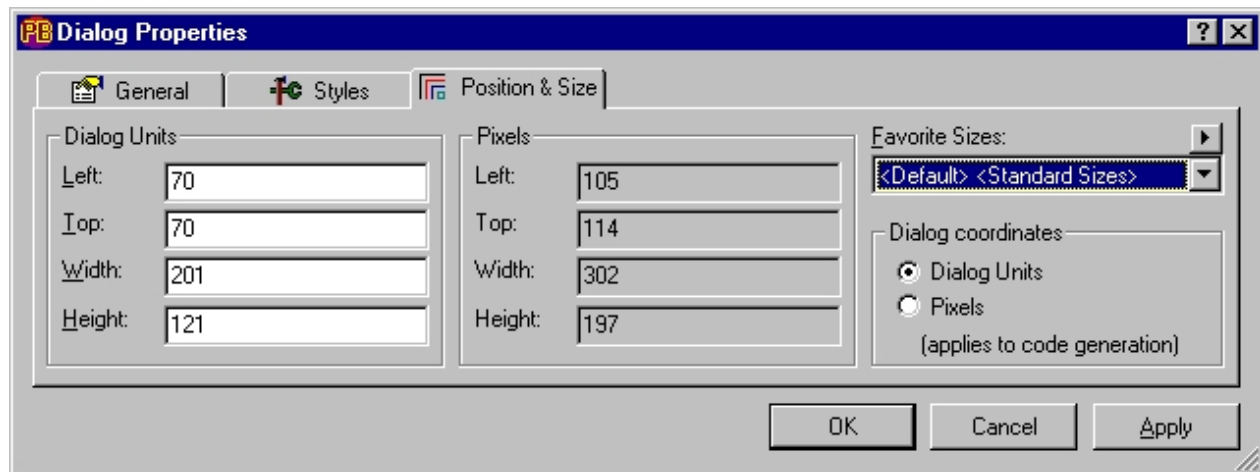 PB Dialog Properties
General Styles Position & Size
Dialog Units
Left: 70
Top: 70
Width: 201
Height: 121
Pixels
Left: 105
Top: 114
Width: 302
Height: 197
Favorite Sizes:
<Default> <Standard Sizes>
Dialog coordinates
Dialog Units
Pixels
(applies to code generation)
OK Cancel Apply